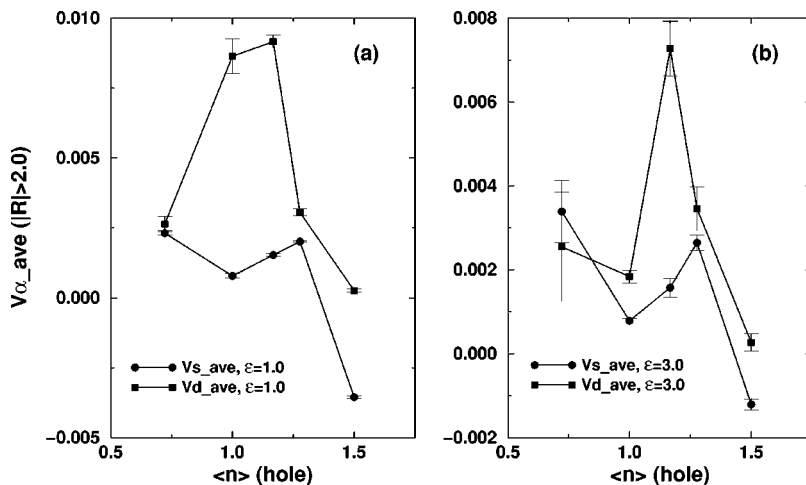 0.010
0.005
0.000
−0.005
Vα_ave (|R|>2.0)
(a)
Vs_ave, ε=1.0
Vd_ave, ε=1.0
0.5
1.0
1.5
<n> (hole)
0.008
0.006
0.004
0.002
0.000
−0.002
(b)
Vs_ave, ε=3.0
Vd_ave, ε=3.0
0.5
1.0
1.5
<n> (hole)